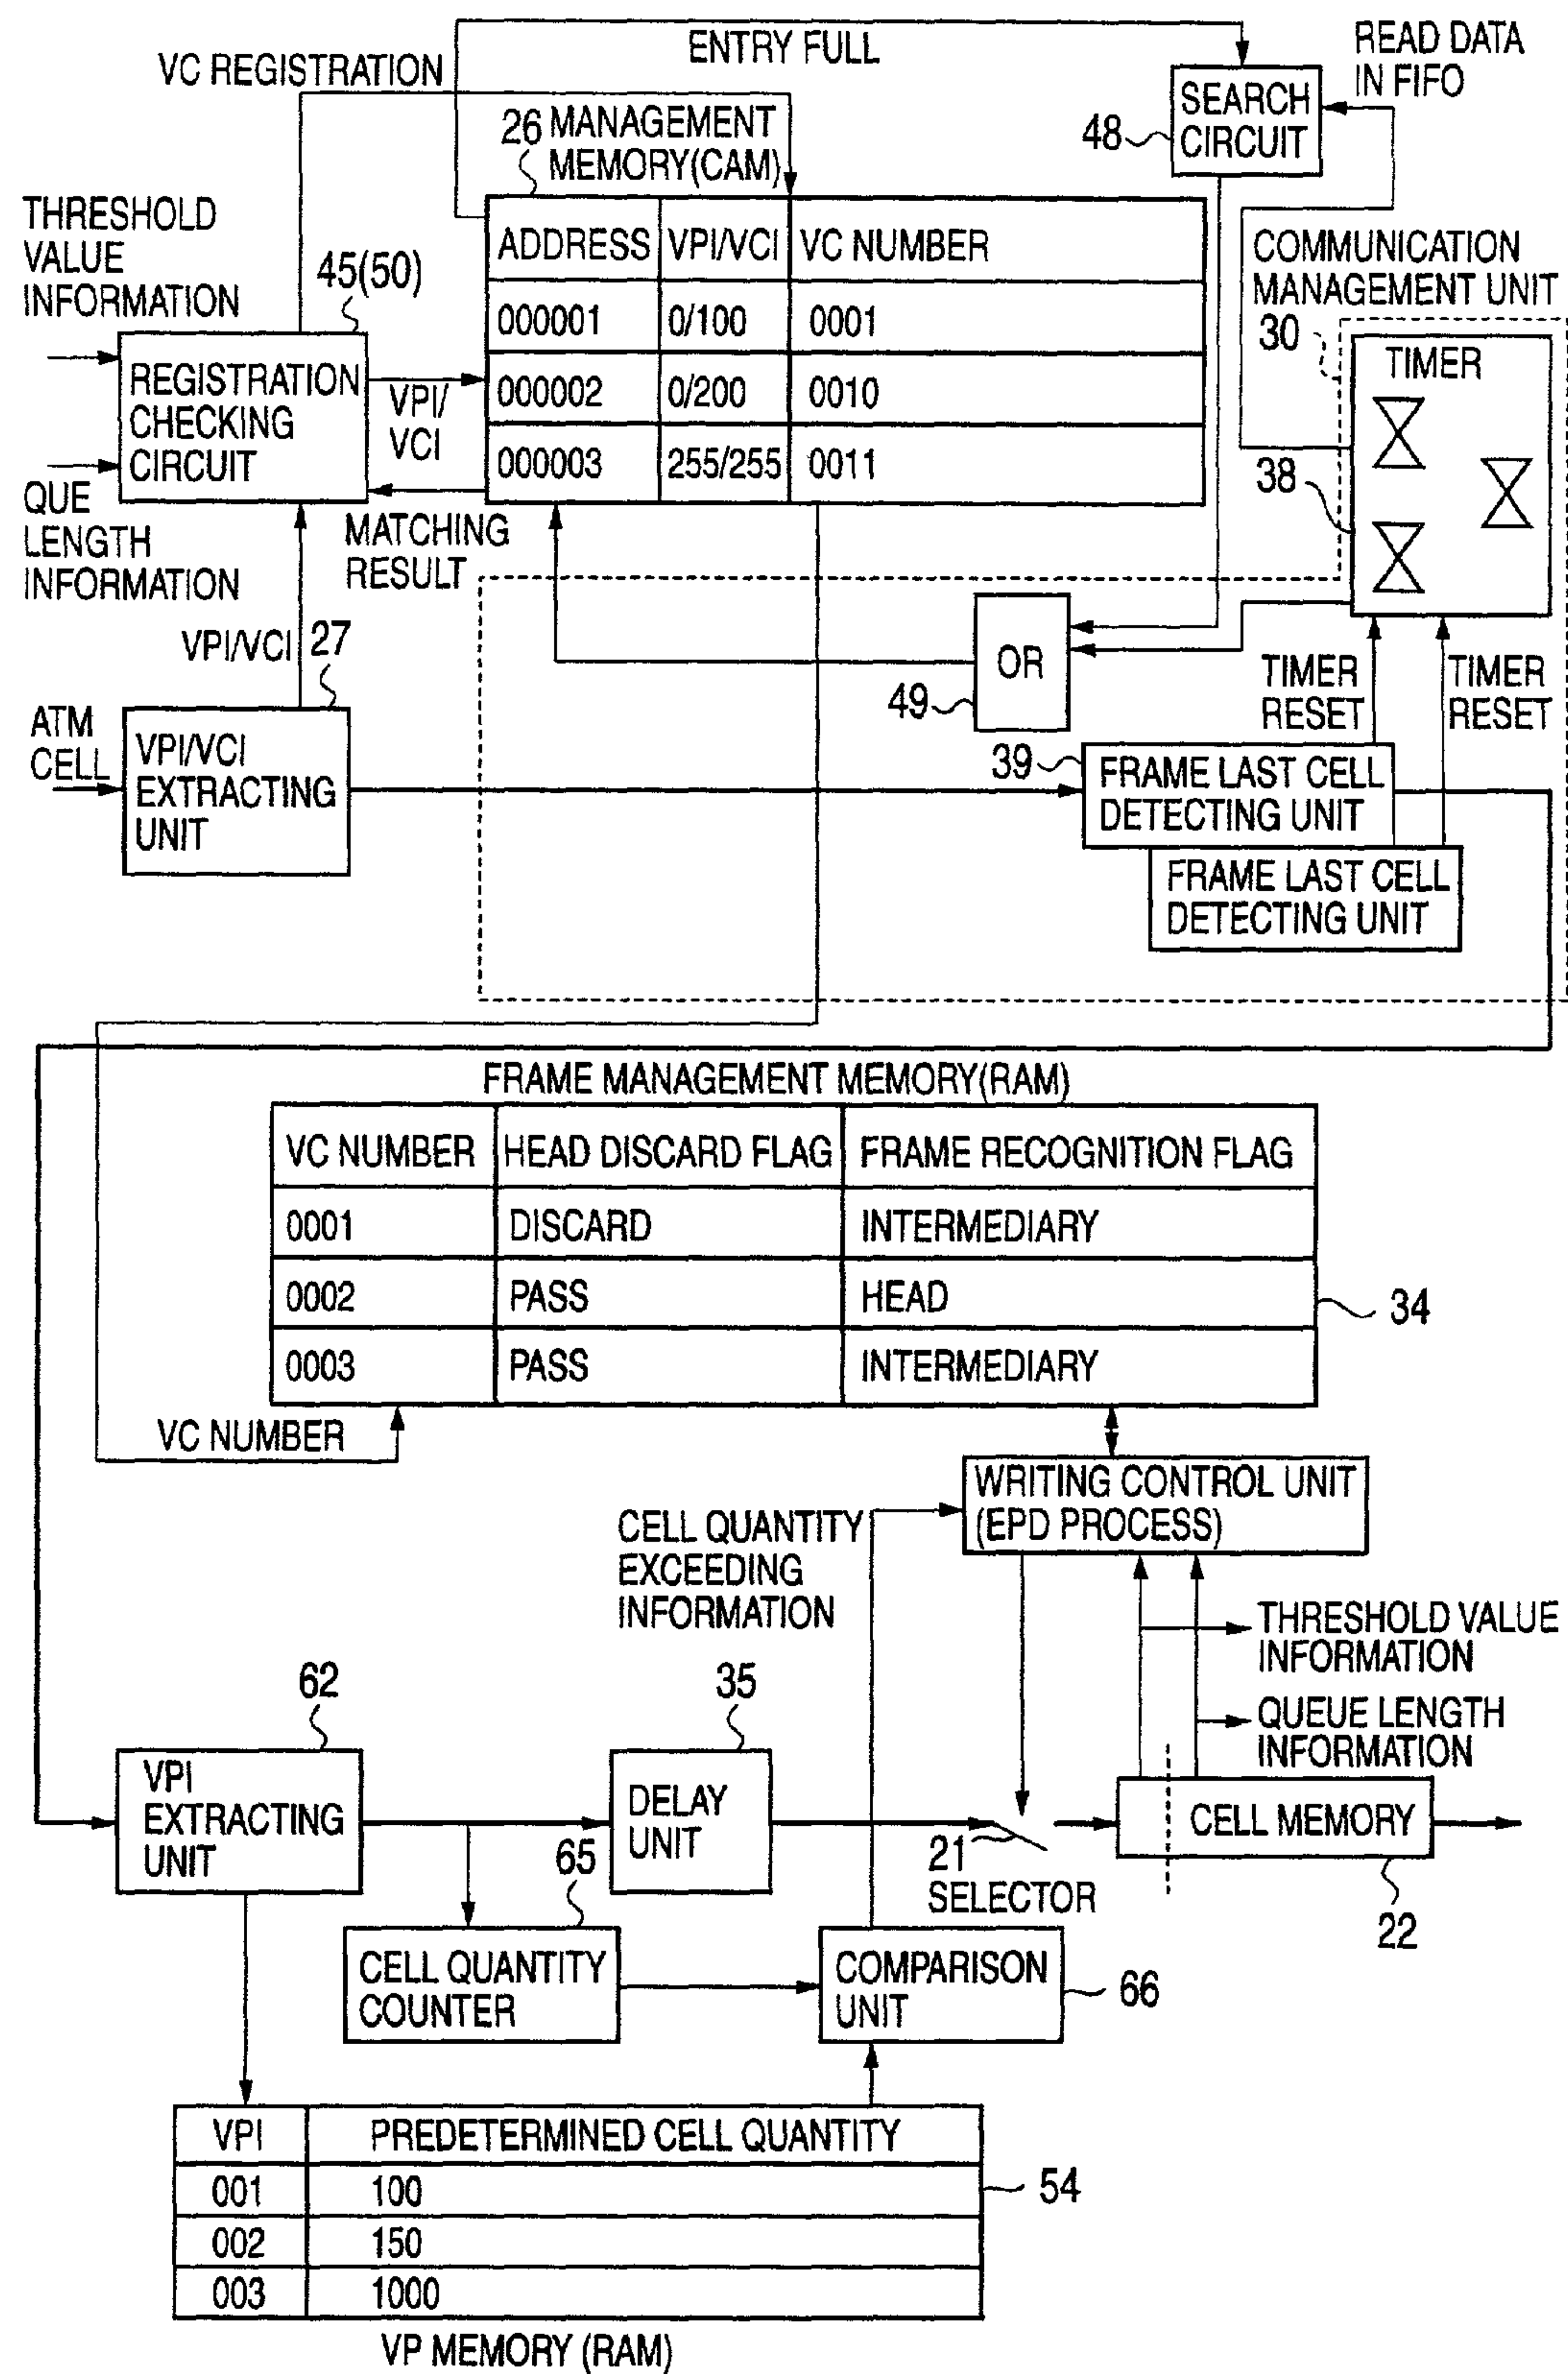 ENTRY FULL
READ DATA
IN FIFO
VC REGISTRATION
SEARCH
CIRCUIT
48
26 MANAGEMENT
MEMORY(CAM)
THRESHOLD
VALUE
INFORMATION
45(50)
ADDRESS VPI/VCI VC NUMBER
000001 0/100 0001
000002 0/200 0010
000003 255/255 0011
COMMUNICATION
MANAGEMENT UNIT
30
TIMER
38
REGISTRATION
CHECKING
CIRCUIT
VPI/
VCI
QUE
LENGTH
INFORMATION
MATCHING
RESULT
VPI/VCI
27
OR
49
TIMER
RESET
TIMER
RESET
ATM
CELL
VPI/VCI
EXTRACTING
UNIT
39
FRAME LAST CELL
DETECTING UNIT
FRAME LAST CELL
DETECTING UNIT
FRAME MANAGEMENT MEMORY(RAM)
VC NUMBER HEAD DISCARD FLAG FRAME RECOGNITION FLAG
0001 DISCARD INTERMEDIARY
0002 PASS HEAD
0003 PASS INTERMEDIARY
34
VC NUMBER
WRITING CONTROL UNIT
(EPD PROCESS)
CELL QUANTITY
EXCEEDING
INFORMATION
THRESHOLD VALUE
INFORMATION
QUEUE LENGTH
INFORMATION
62
VPI
EXTRACTING
UNIT
35
DELAY
UNIT
21
SELECTOR
CELL MEMORY
22
65
CELL QUANTITY
COUNTER
COMPARISON
UNIT
66
VPI PREDETERMINED CELL QUANTITY
001 100
002 150
003 1000
54
VP MEMORY (RAM)